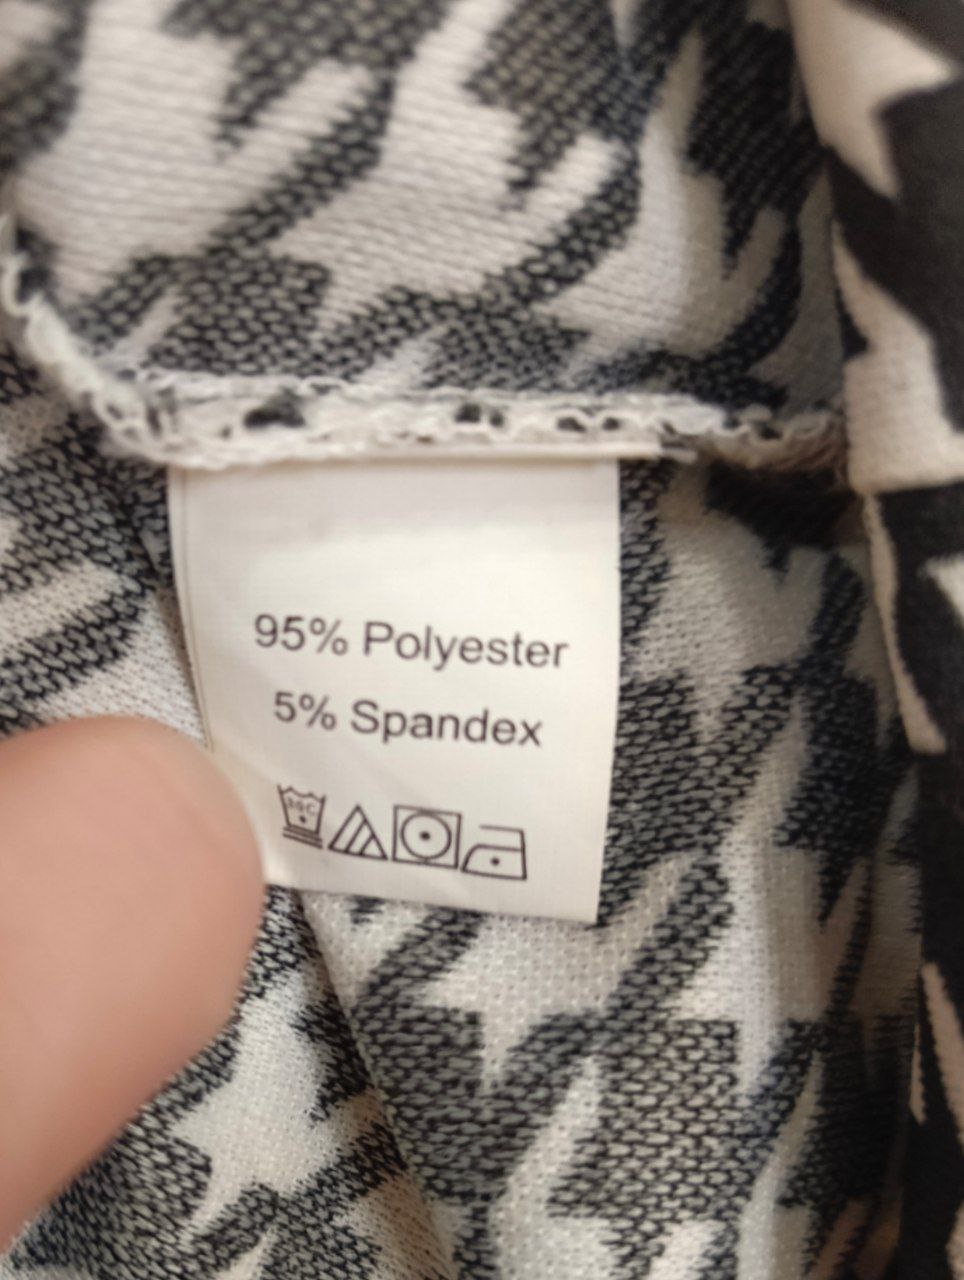 95% Polyester
5% Spandex